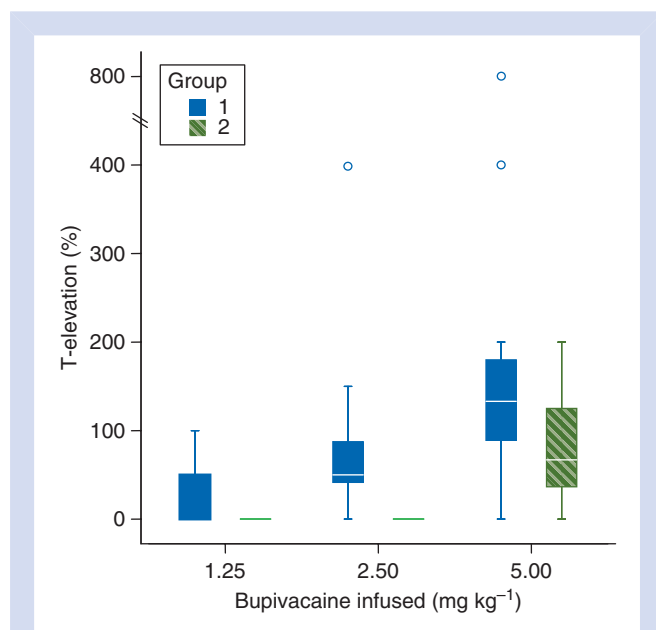 800
Group
1
2
400
300
200
100
0
T-elevation (%)
1.25 2.50 5.00
Bupivacaine infused (mg kg⁻¹)